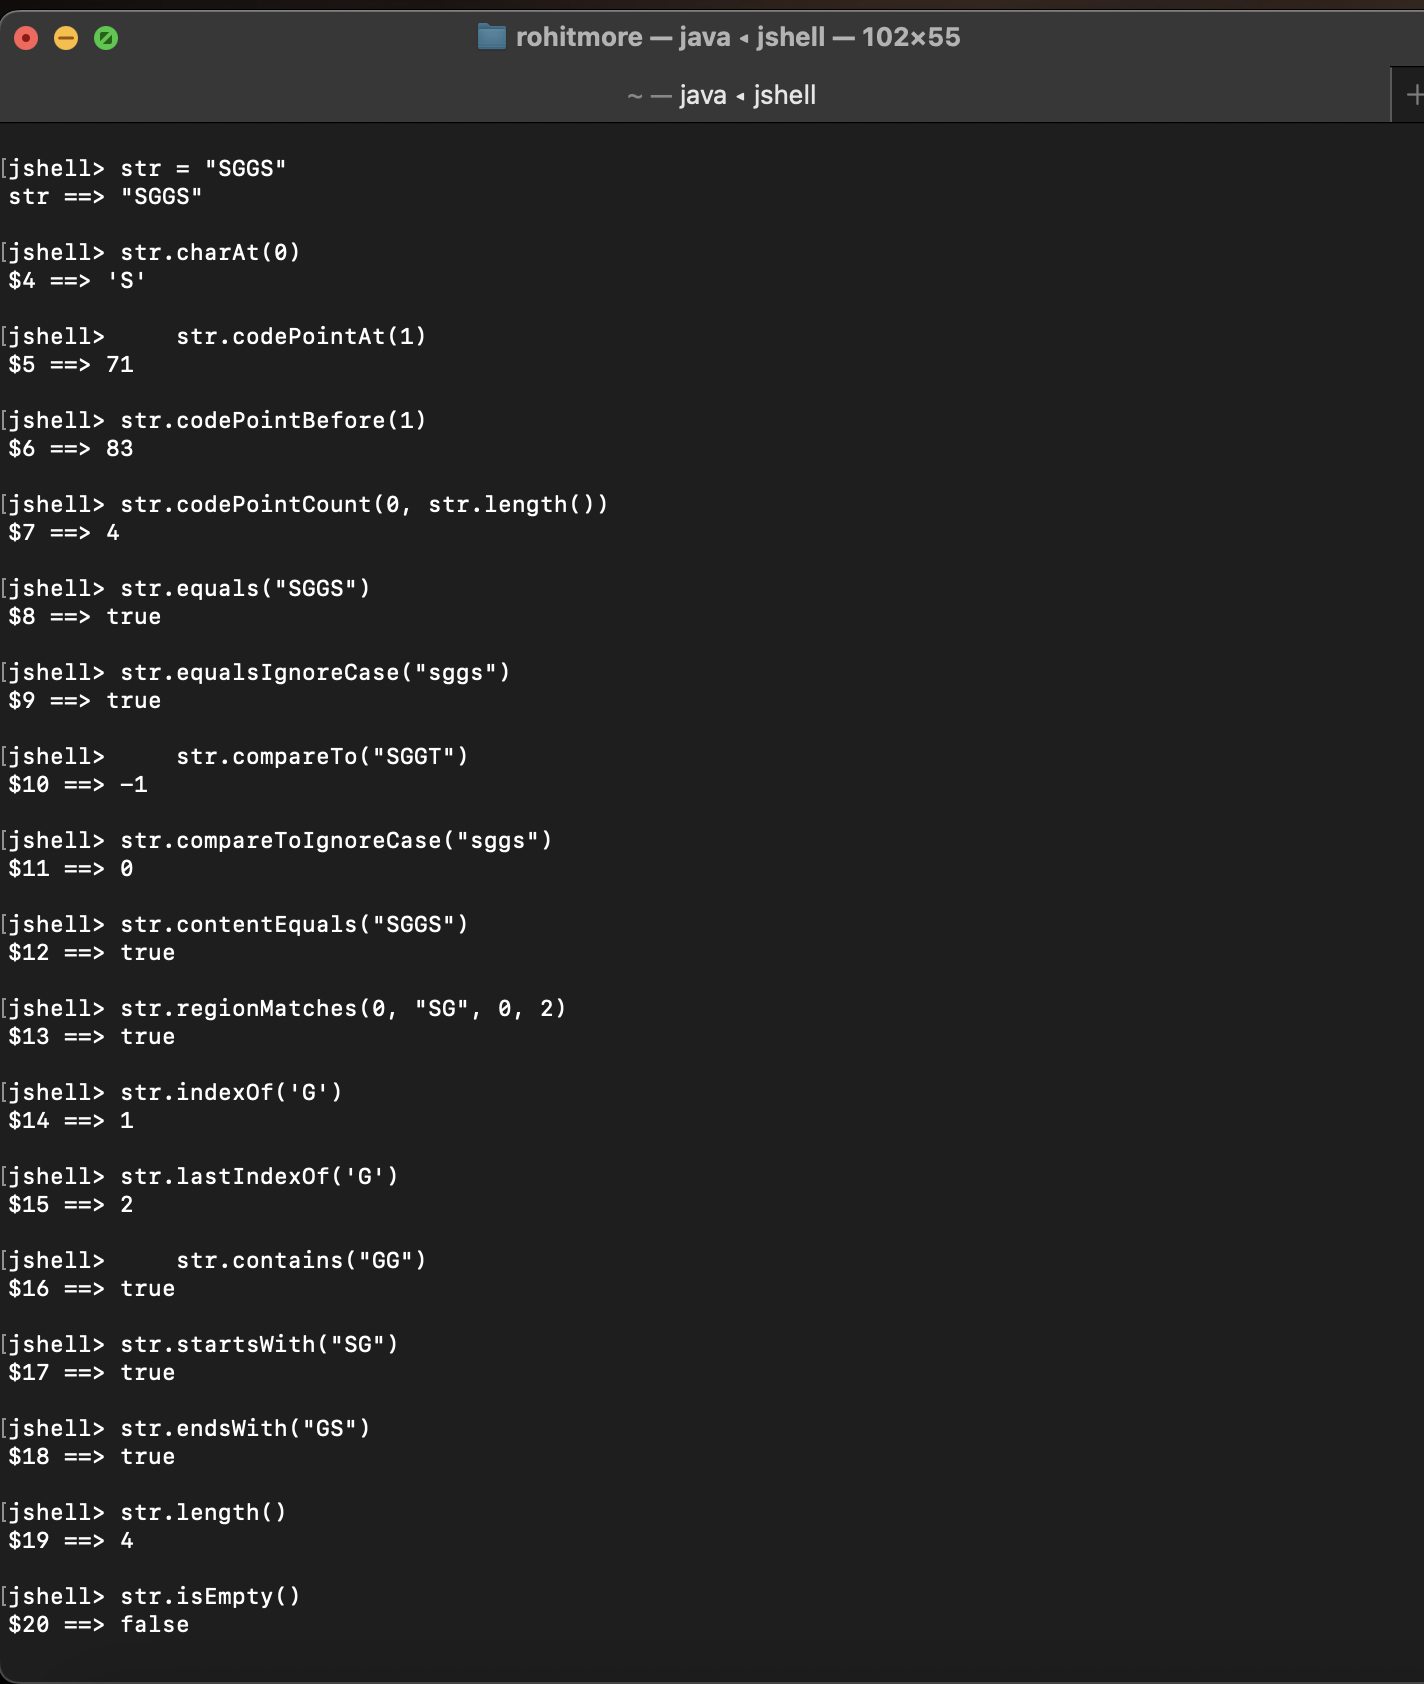 rohitmore — java ◂ jshell — 102×55
~ — java ◂ jshell
+
[jshell> str = "SGGS"
str ==> "SGGS"
[jshell> str.charAt(0)
$4 ==> 'S'
[jshell>     str.codePointAt(1)
$5 ==> 71
[jshell> str.codePointBefore(1)
$6 ==> 83
[jshell> str.codePointCount(0, str.length())
$7 ==> 4
[jshell> str.equals("SGGS")
$8 ==> true
[jshell> str.equalsIgnoreCase("sggs")
$9 ==> true
[jshell>     str.compareTo("SGGT")
$10 ==> -1
[jshell> str.compareToIgnoreCase("sggs")
$11 ==> 0
[jshell> str.contentEquals("SGGS")
$12 ==> true
[jshell> str.regionMatches(0, "SG", 0, 2)
$13 ==> true
[jshell> str.indexOf('G')
$14 ==> 1
[jshell> str.lastIndexOf('G')
$15 ==> 2
[jshell>     str.contains("GG")
$16 ==> true
[jshell> str.startsWith("SG")
$17 ==> true
[jshell> str.endsWith("GS")
$18 ==> true
[jshell> str.length()
$19 ==> 4
[jshell> str.isEmpty()
$20 ==> false